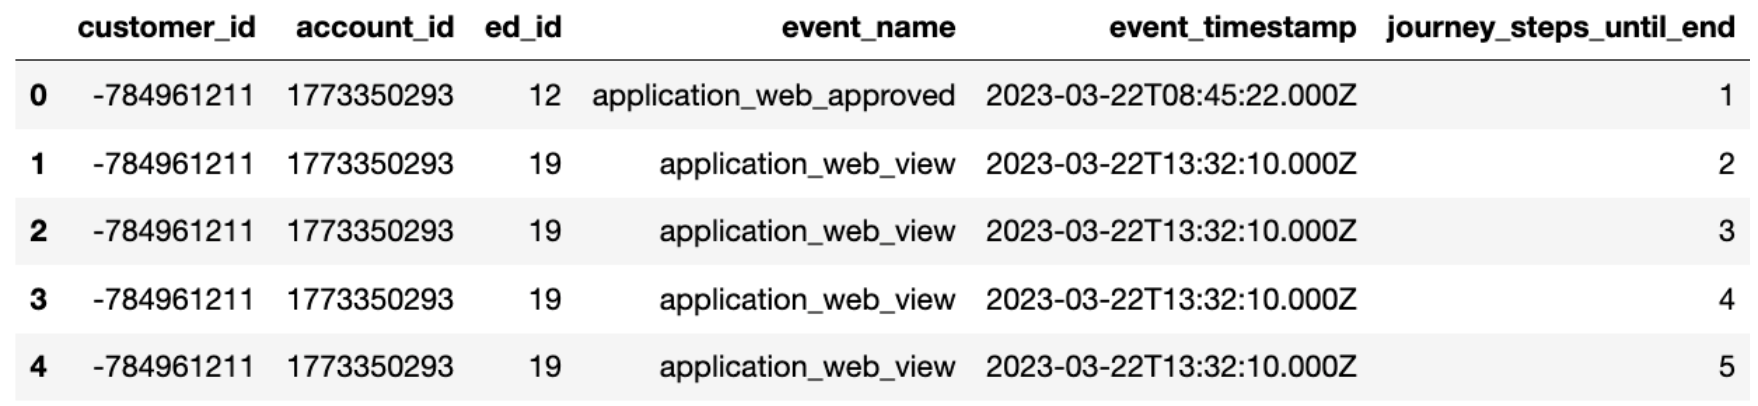 customer_id account_id ed_id event_name event_timestamp journey_steps_until_end
0 -784961211 1773350293 12 application_web_approved 2023-03-22T08:45:22.000Z 1
1 -784961211 1773350293 19 application_web_view 2023-03-22T13:32:10.000Z 2
2 -784961211 1773350293 19 application_web_view 2023-03-22T13:32:10.000Z 3
3 -784961211 1773350293 19 application_web_view 2023-03-22T13:32:10.000Z 4
4 -784961211 1773350293 19 application_web_view 2023-03-22T13:32:10.000Z 5